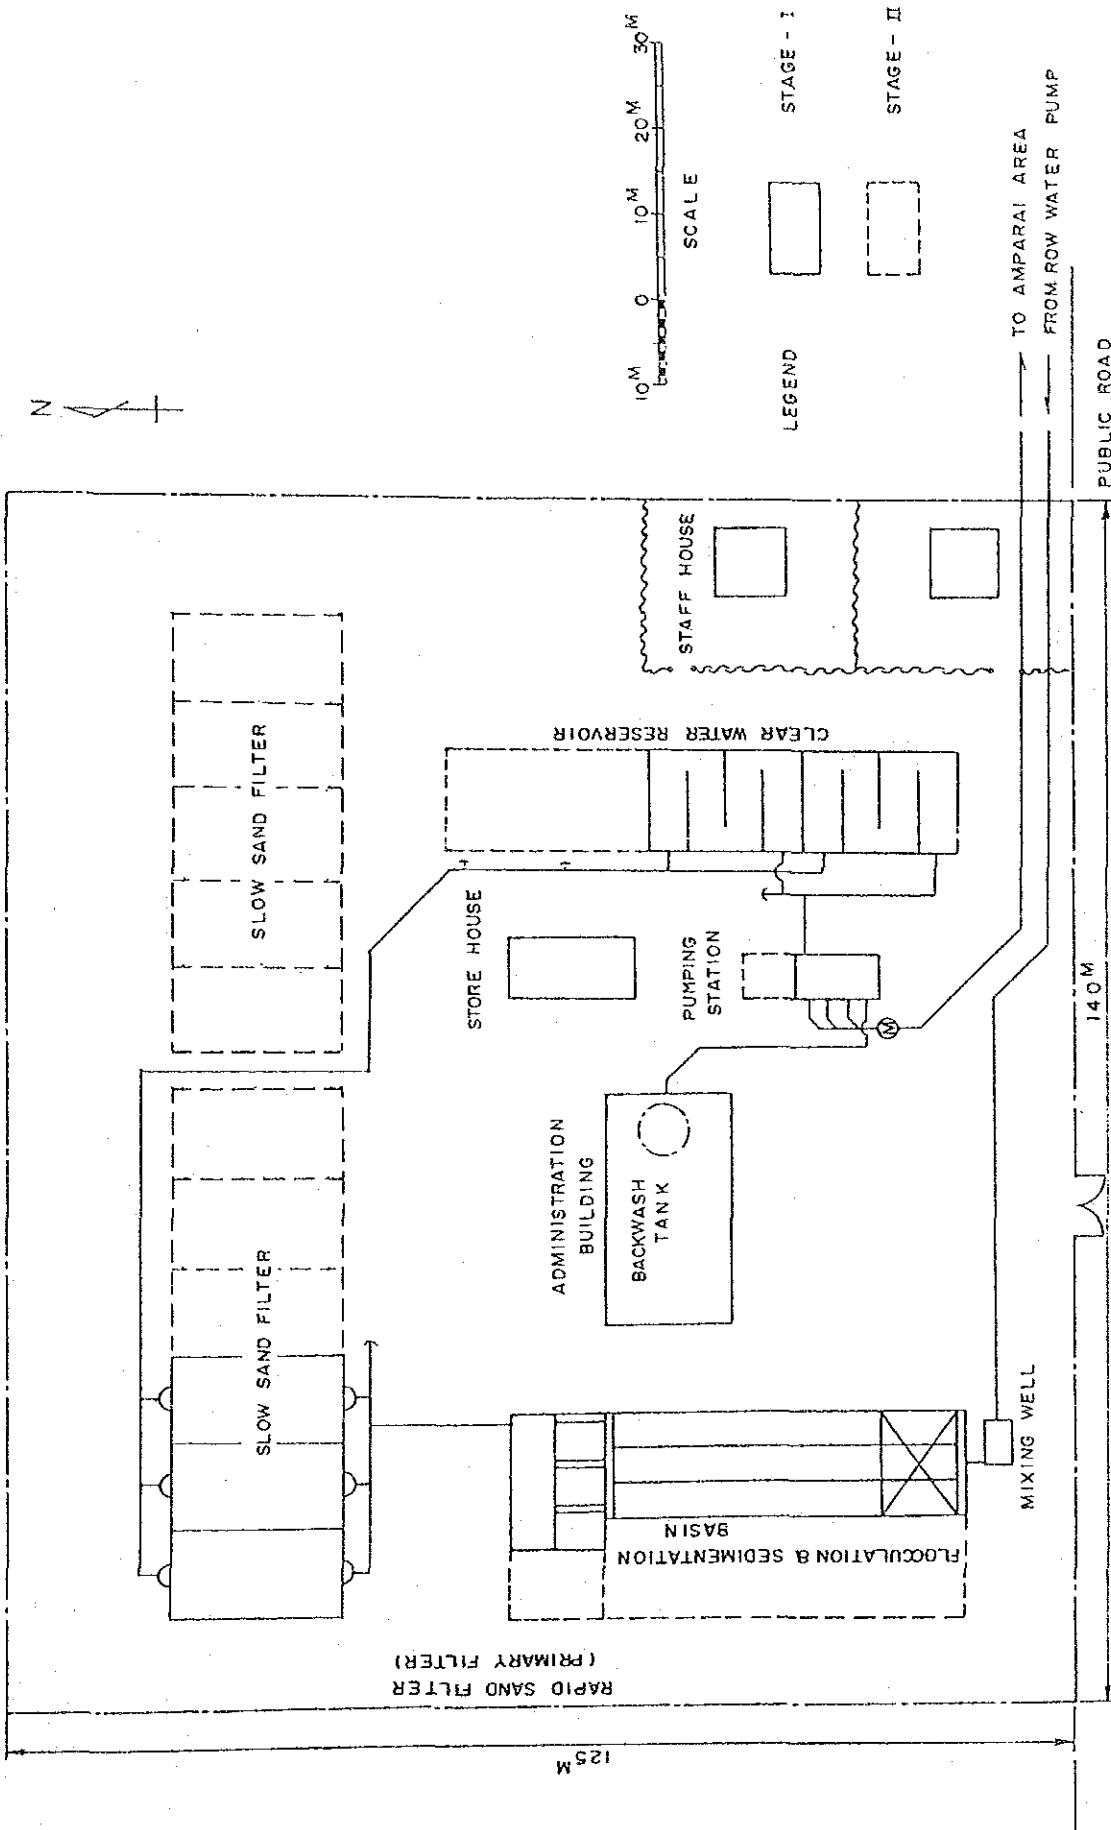 N
SLOW SAND FILTER
SLOW SAND FILTER
RAPID SAND FILTER
(PRIMARY FILTER)
125M
STORE HOUSE
CLEAR WATER RESERVOIR
STAFF HOUSE
ADMINISTRATION
BUILDING
BACKWASH
TANK
PUMPING
STATION
M
FLOCCULATION & SEDIMENTATION
BASIN
MIXING WELL
140M
PUBLIC ROAD
TO AMPARAI AREA
FROM ROW WATER PUMP
10M 0 10M 20M 30M
SCALE
LEGEND
STAGE - I
STAGE - II